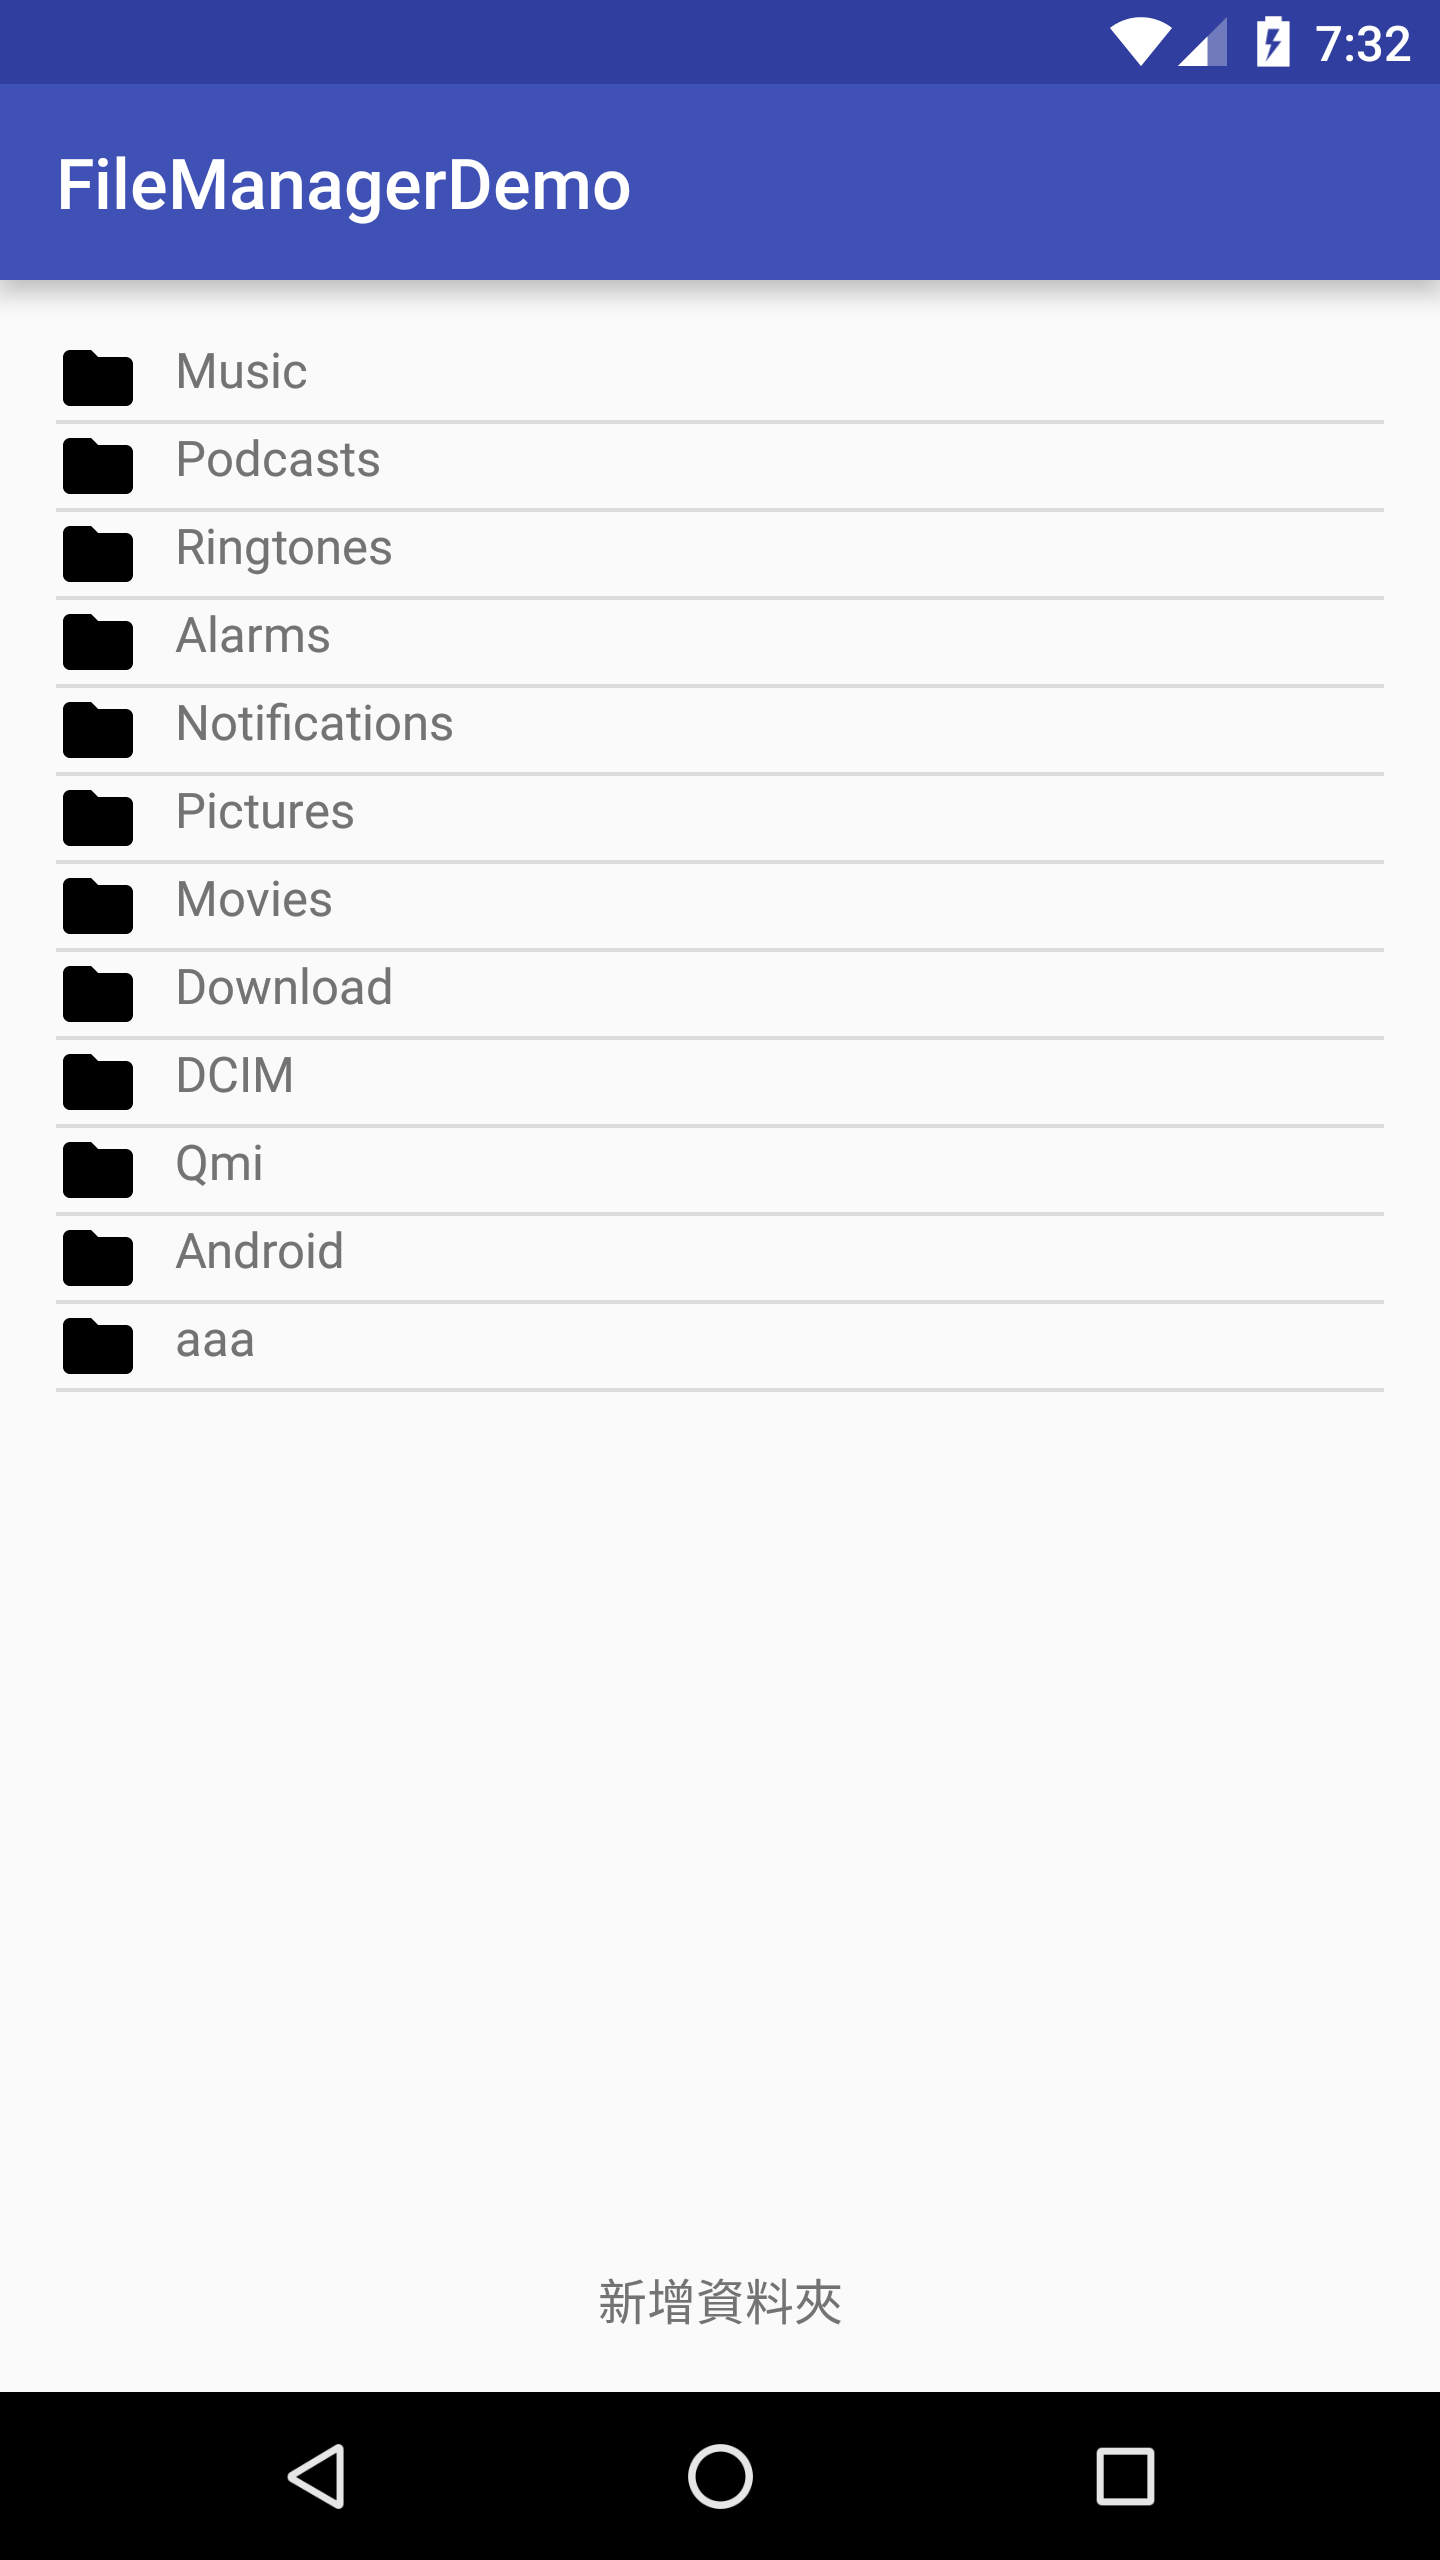 7:32
FileManagerDemo
Music
Podcasts
Ringtones
Alarms
Notifications
Pictures
Movies
Download
DCIM
Qmi
Android
aaa
新增資料夾